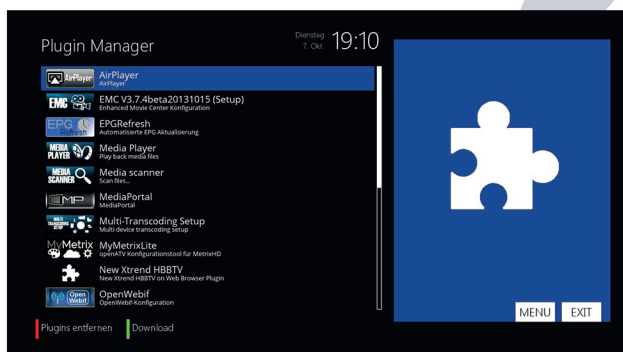 Plugin Manager
Dienstag
7. Okt.
19:10
AirPlayer
AirPlayer
AirPlayer
EMC
EMC V3.7.4beta20131015 (Setup)
Enhanced Movie Center Konfiguration
EPG
Refresh
EPGRefresh
Automatisierte EPG Aktualisierung
MEDIA
PLAYER
Media Player
Play back media files
MEDIA
SCANNER
Media scanner
Scan files...
MP
MediaPortal
MediaPortal
MULTI
TRANSCODING
SETUP
Multi-Transcoding Setup
Multi device transcoding setup
MyMetrix
MyMetrixLite
openATV Konfigurationstool für MetrixHD
New Xtrend HBBTV
New Xtrend HBBTV on Web Browser Plugin
Open
Webif
OpenWebif
OpenWebif-Konfiguration
MENU
EXIT
Plugins entfernen
Download